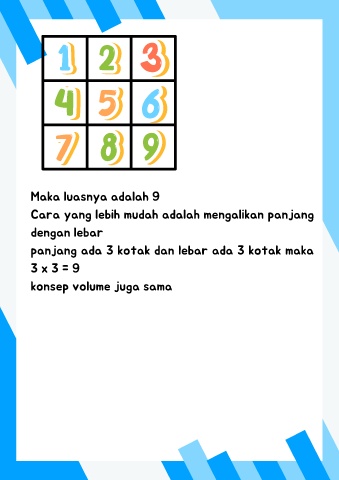 1 2 3
4 5 6
7 8 9
Maka luasnya adalah 9
Cara yang lebih mudah adalah mengalikan panjang
dengan lebar
panjang ada 3 kotak dan lebar ada 3 kotak maka
3 x 3 = 9
konsep volume juga sama